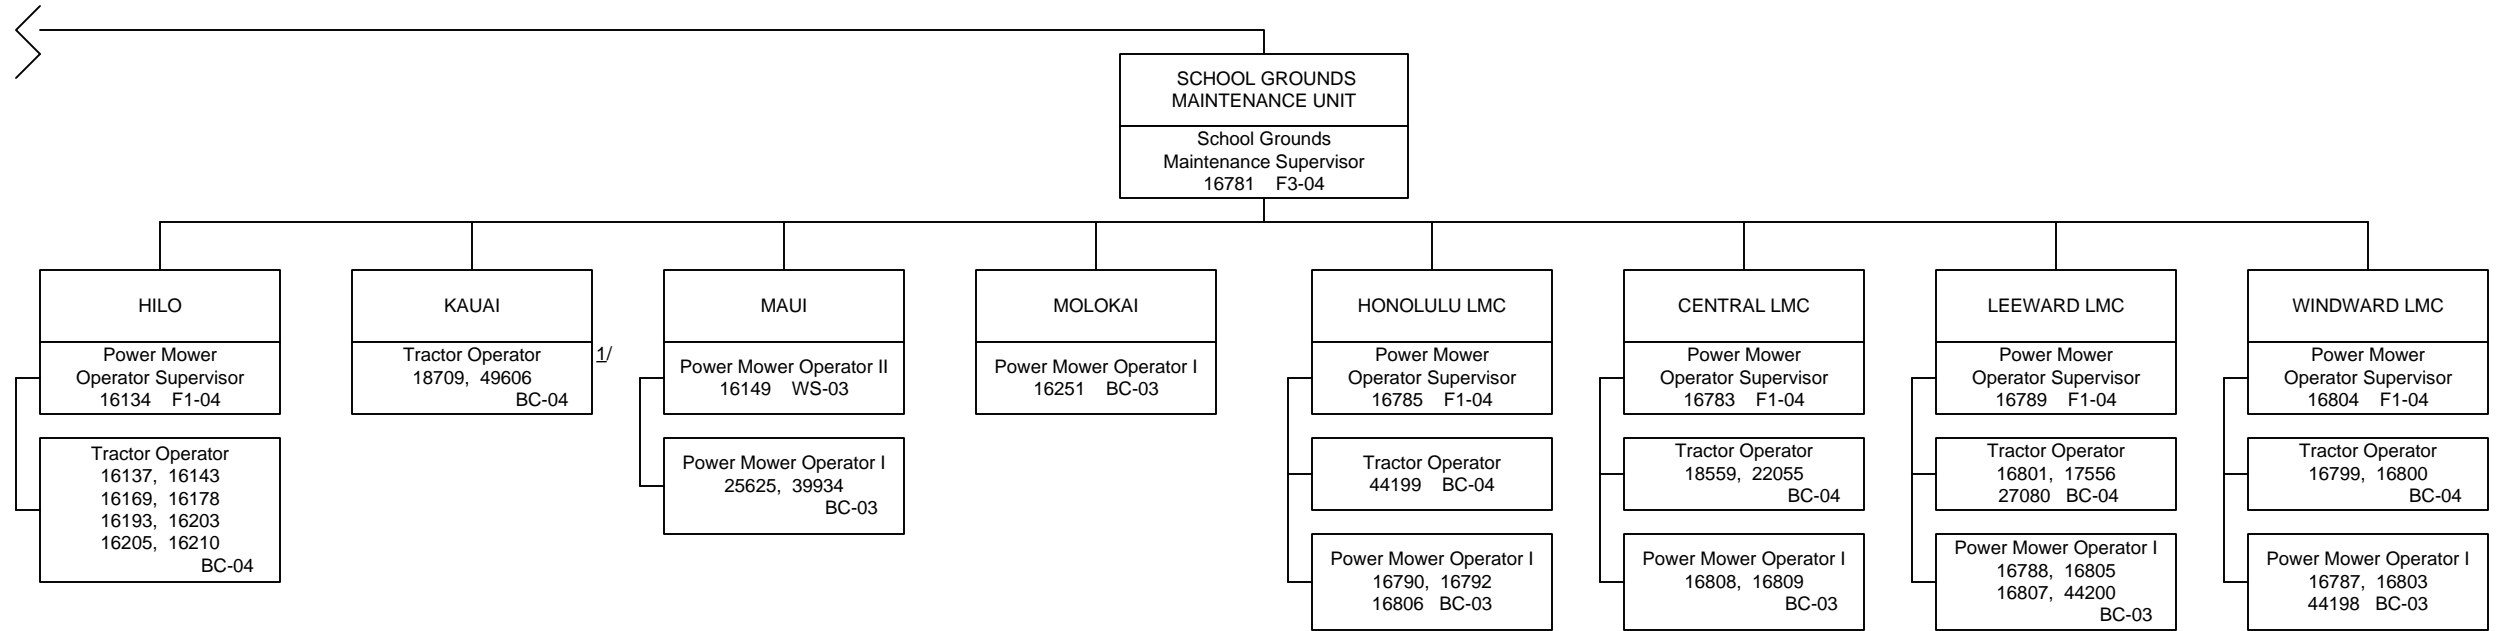 SCHOOL GROUNDS
MAINTENANCE UNIT
School Grounds
Maintenance Supervisor
16781 F3-04
HILO
Power Mower
Operator Supervisor
16134 F1-04
Tractor Operator
16137, 16143
16169, 16178
16193, 16203
16205, 16210
BC-04
KAUAI
Tractor Operator
18709, 49606
BC-04
1/
MAUI
Power Mower Operator II
16149 WS-03
Power Mower Operator I
25625, 39934
BC-03
MOLOKAI
Power Mower Operator I
16251 BC-03
HONOLULU LMC
Power Mower
Operator Supervisor
16785 F1-04
Tractor Operator
44199 BC-04
Power Mower Operator I
16790, 16792
16806 BC-03
CENTRAL LMC
Power Mower
Operator Supervisor
16783 F1-04
Tractor Operator
18559, 22055
BC-04
Power Mower Operator I
16808, 16809
BC-03
LEEWARD LMC
Power Mower
Operator Supervisor
16789 F1-04
Tractor Operator
16801, 17556
27080 BC-04
Power Mower Operator I
16788, 16805
16807, 44200
BC-03
WINDWARD LMC
Power Mower
Operator Supervisor
16804 F1-04
Tractor Operator
16799, 16800
BC-04
Power Mower Operator I
16787, 16803
44198 BC-03